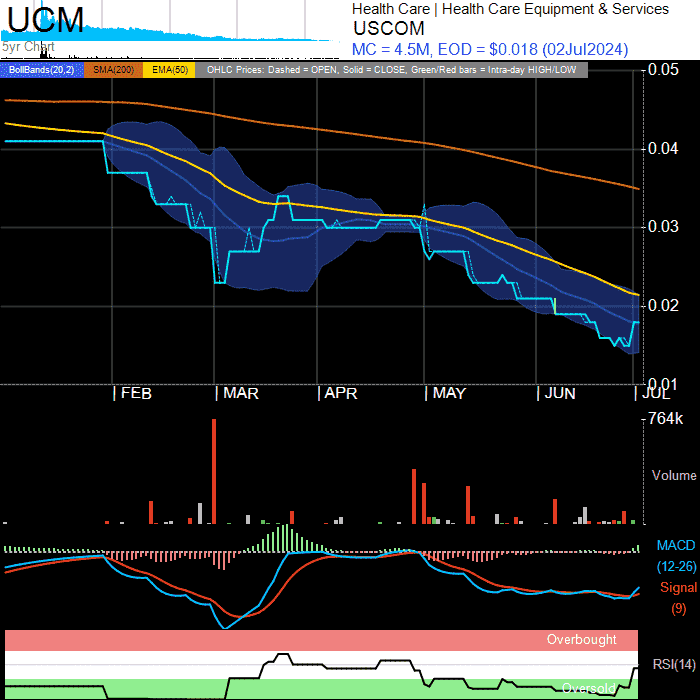 UCM
5yr Chart
Health Care | Health Care Equipment & Services
USCOM
MC = 4.5M, EOD = $0.018 (02Jul2024)
BollBands(20,2) SMA(200) EMA(50) OHLC Prices: Dashed = OPEN, Solid = CLOSE, Green/Red bars = Intra-day HIGH/LOW
0.05
0.04
0.03
0.02
0.01
FEB MAR APR MAY JUN JUL
764k
Volume
MACD
(12-26)
Signal
(9)
Overbought
RSI(14)
Oversold